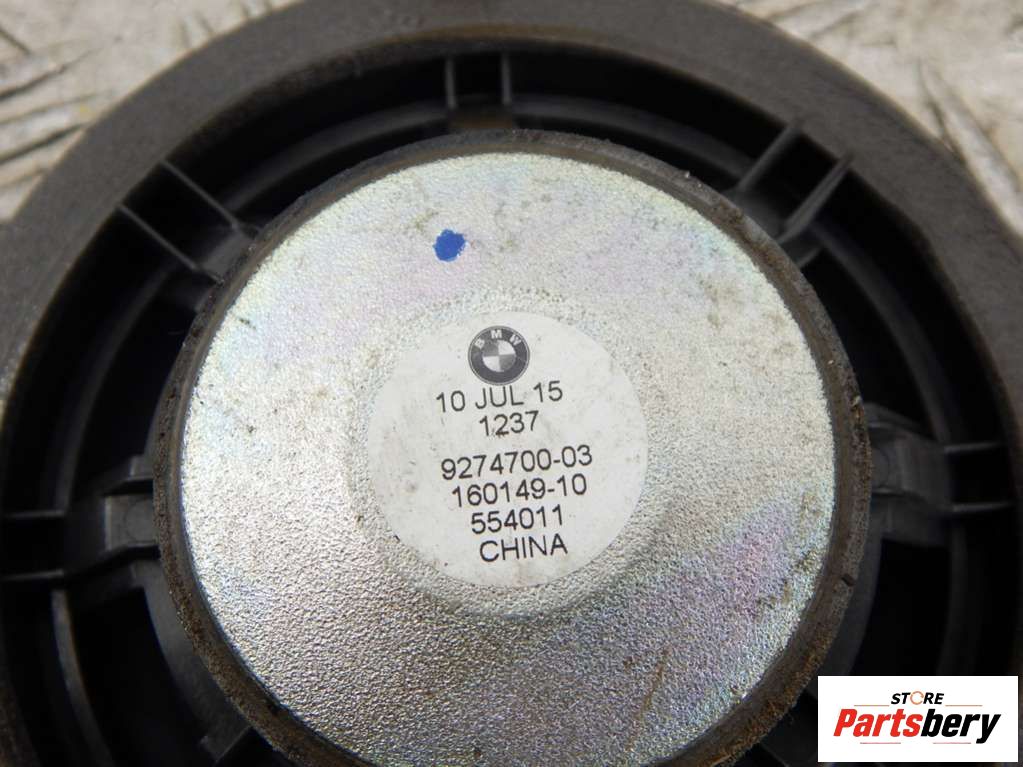 BMW
10 JUL 15
1237
9274700-03
160149-10
554011
CHINA
STORE
Partsbery